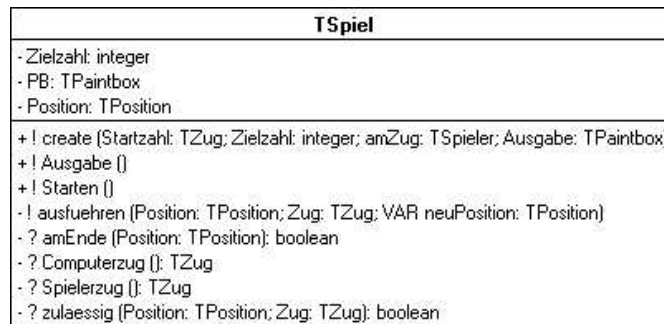 TSpiel
- Zielzahl: integer
- PB: TPaintbox
- Position: TPosition
+ ! create (Startzahl: TZug; Zielzahl: integer; amZug: TSpieler; Ausgabe: TPaintbox)
+ ! Ausgabe ()
+ ! Starten ()
- ! ausfuehren (Position: TPosition; Zug: TZug; VAR neuPosition: TPosition)
- ? amEnde (Position: TPosition): boolean
- ? Computerzug (): TZug
- ? Spielerzug (): TZug
- ? zulaessig (Position: TPosition; Zug: TZug): boolean